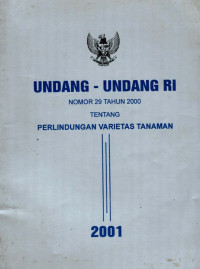 UNDANG - UNDANG RI
NOMOR 29 TAHUN 2000
TENTANG
PERLINDUNGAN VARIETAS TANAMAN
2001